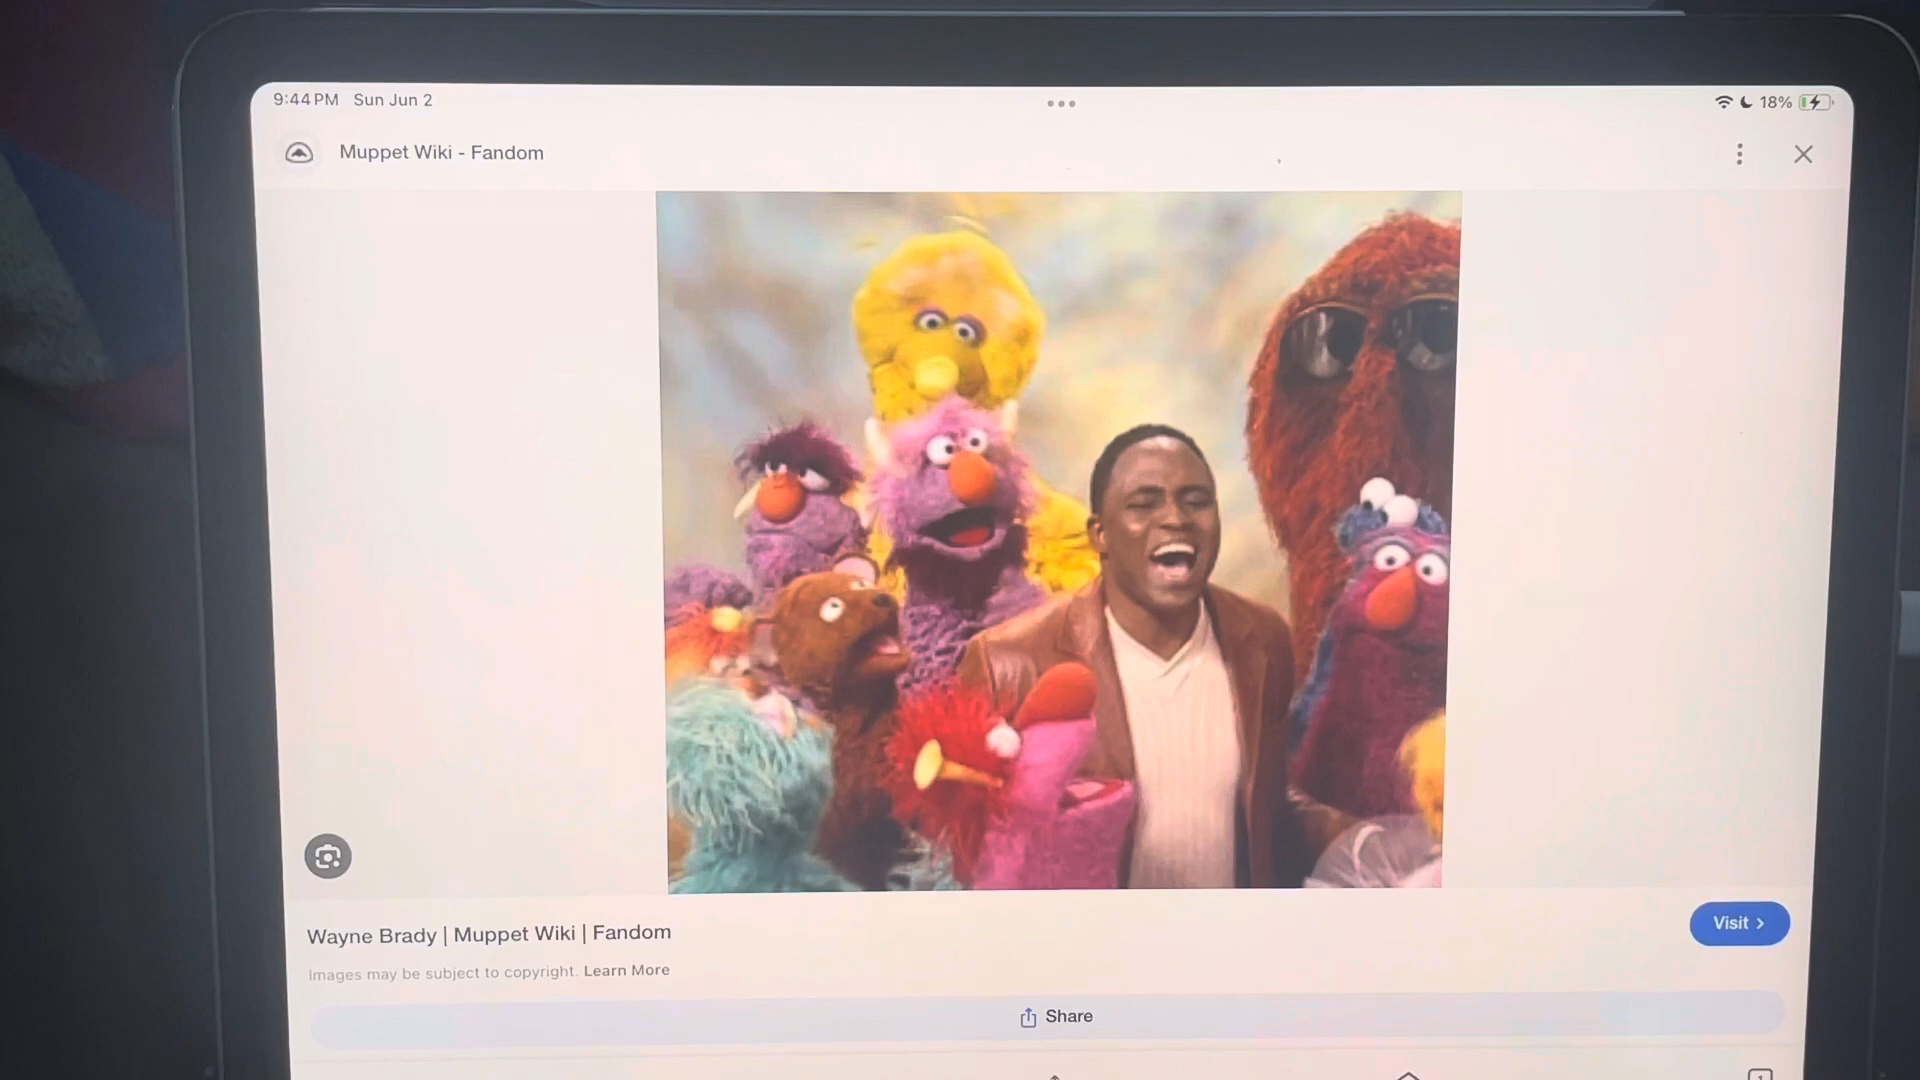 9:44 PM Sun Jun 2
18%
Muppet Wiki - Fandom
Wayne Brady | Muppet Wiki | Fandom
Visit >
Images may be subject to copyright. Learn More
Share